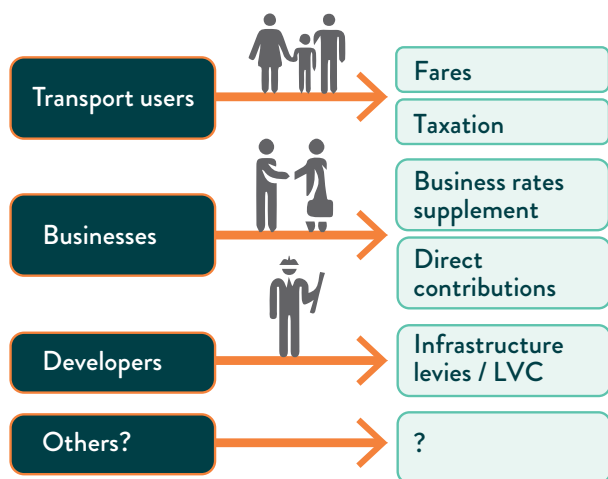 Transport users
Fares
Taxation
Businesses
Business rates
supplement
Direct
contributions
Developers
Infrastructure
levies / LVC
Others?
?